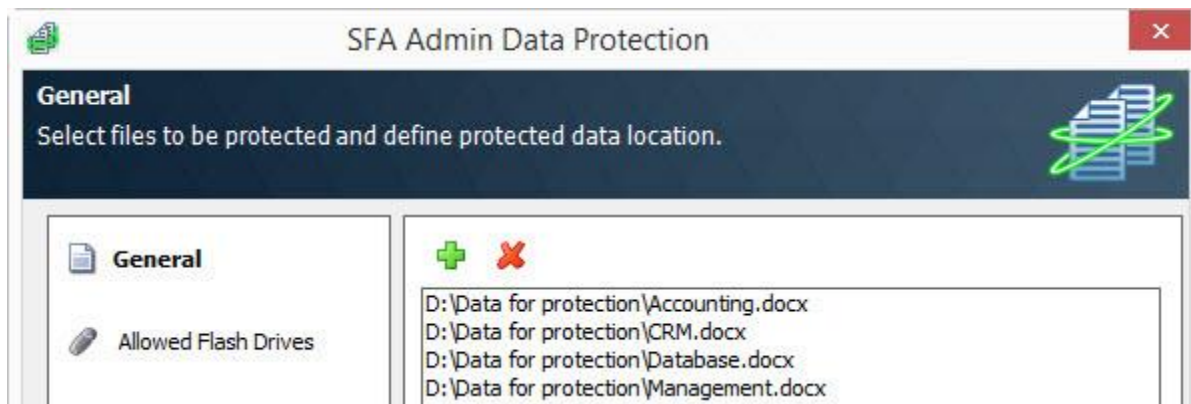 SFA Admin Data Protection
General
Select files to be protected and define protected data location.
General
Allowed Flash Drives
D:\Data for protection\Accounting.docx
D:\Data for protection\CRM.docx
D:\Data for protection\Database.docx
D:\Data for protection\Management.docx